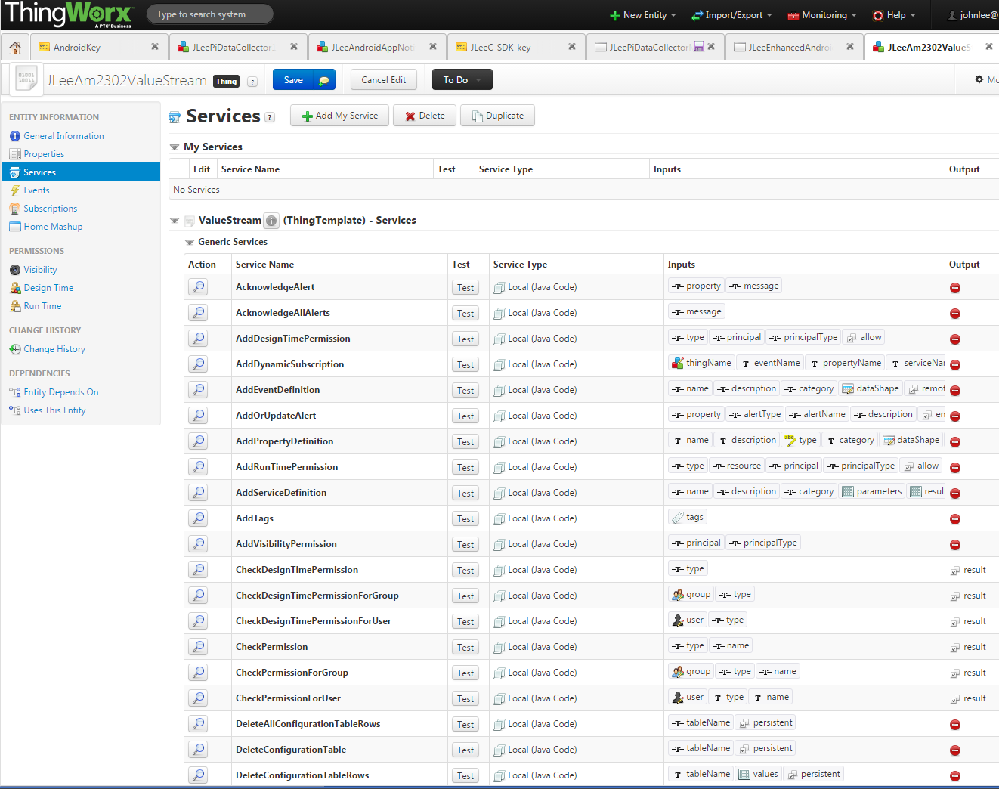 ThingWorx Type to search system New Entity Import/Export Monitoring Help johnlee@
A PTC Business
AndroidKey JLeePiDataCollector JLeeAndroidAppNot JLeeC-SDK-key JLeePiDataCollector JLeeEnhancedAndro JLeeAm2302ValueS
01001
10011
JLeeAm2302ValueStream Thing ? Save Cancel Edit To Do Mo
ENTITY INFORMATION
General Information
Properties
Services
Events
Subscriptions
Home Mashup
PERMISSIONS
Visibility
Design Time
Run Time
CHANGE HISTORY
Change History
DEPENDENCIES
Entity Depends On
Uses This Entity
Services ? Add My Service Delete Duplicate
My Services
Edit Service Name Test Service Type Inputs Output
No Services
ValueStream (ThingTemplate) - Services
Generic Services
Action Service Name Test Service Type Inputs Output
AcknowledgeAlert Test Local (Java Code) -T- property -T- message
AcknowledgeAllAlerts Test Local (Java Code) -T- message
AddDesignTimePermission Test Local (Java Code) -T- type -T- principal -T- principalType allow
AddDynamicSubscription Test Local (Java Code) thingName -T- eventName -T- propertyName -T- serviceNa
AddEventDefinition Test Local (Java Code) -T- name -T- description -T- category dataShape remot
AddOrUpdateAlert Test Local (Java Code) -T- property -T- alertType -T- alertName -T- description en
AddPropertyDefinition Test Local (Java Code) -T- name -T- description abc type -T- category dataShape
AddRunTimePermission Test Local (Java Code) -T- type -T- resource -T- principal -T- principalType allow
AddServiceDefinition Test Local (Java Code) -T- name -T- description -T- category parameters resul
AddTags Test Local (Java Code) tags
AddVisibilityPermission Test Local (Java Code) -T- principal -T- principalType
CheckDesignTimePermission Test Local (Java Code) -T- type result
CheckDesignTimePermissionForGroup Test Local (Java Code) group -T- type result
CheckDesignTimePermissionForUser Test Local (Java Code) user -T- type result
CheckPermission Test Local (Java Code) -T- type -T- name result
CheckPermissionForGroup Test Local (Java Code) group -T- type -T- name result
CheckPermissionForUser Test Local (Java Code) user -T- type -T- name result
DeleteAllConfigurationTableRows Test Local (Java Code) -T- tableName persistent
DeleteConfigurationTable Test Local (Java Code) -T- tableName persistent
DeleteConfigurationTableRows Test Local (Java Code) -T- tableName values persistent